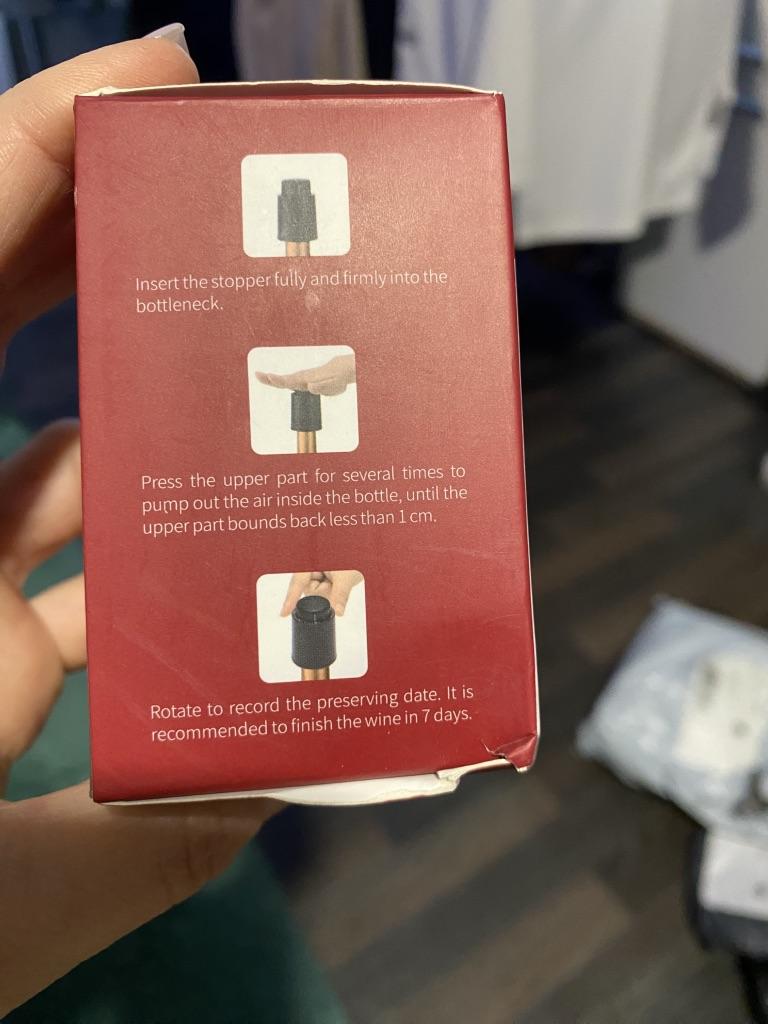 Insert the stopper fully and firmly into the
bottleneck.
Press the upper part for several times to
pump out the air inside the bottle, until the
upper part bounds back less than 1 cm.
Rotate to record the preserving date. It is
recommended to finish the wine in 7 days.